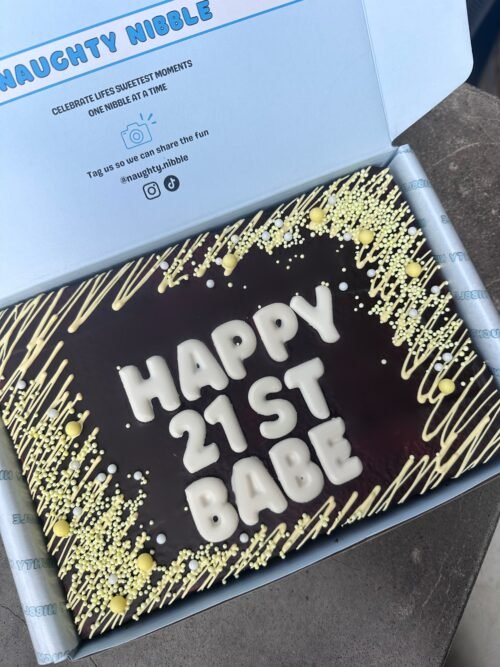 NAUGHTY NIBBLE
CELEBRATE LIFES SWEETEST MOMENTS
ONE NIBBLE AT A TIME
Tag us so we can share the fun
@naughty.nibble
HAPPY
21ST
BABE